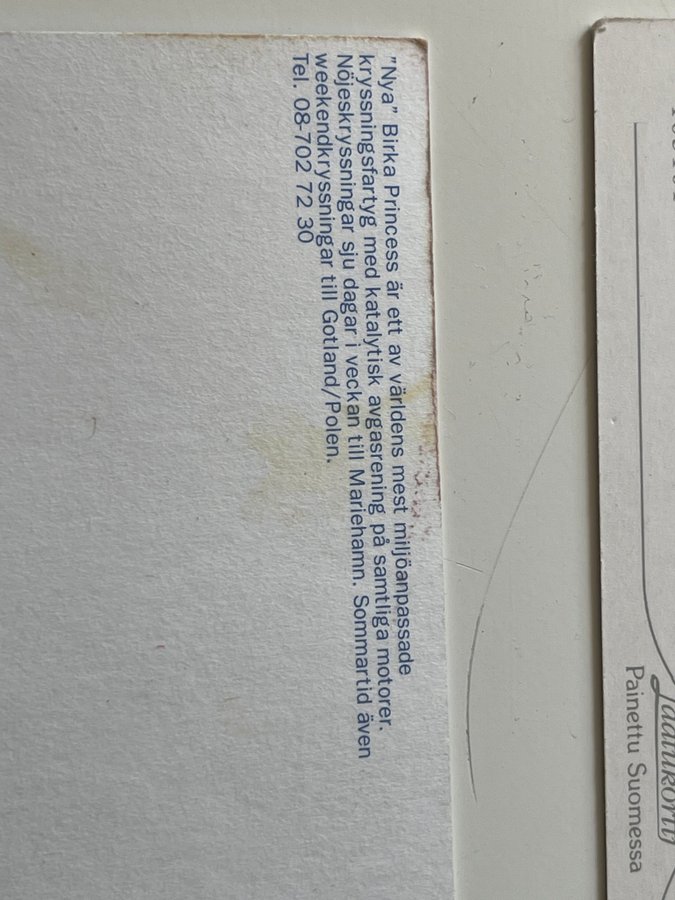 "Nya" Birka Princess är ett av världens mest miljöanpassade
kryssningsfartyg med katalytisk avgasrening på samtliga motorer.
Nöjeskryssningar sju dagar i veckan till Mariehamn. Sommartid även
weekendkryssningar till Gotland/Polen.
Tel. 08-702 72 30
Painettu Suomessa